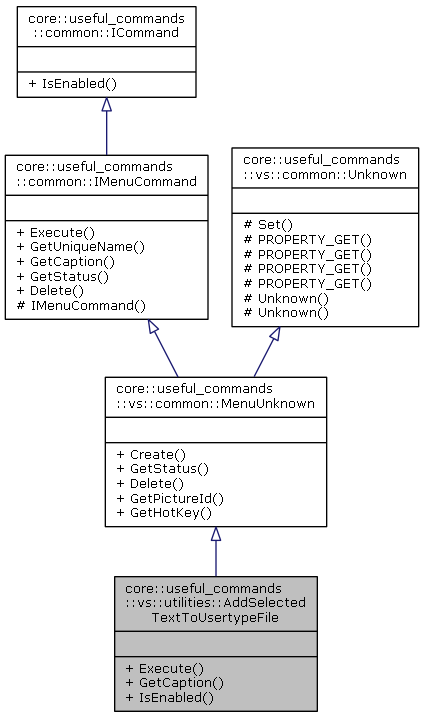 core::useful_commands
::common::ICommand
+ IsEnabled()
core::useful_commands
::common::IMenuCommand
+ Execute()
+ GetUniqueName()
+ GetCaption()
+ GetStatus()
+ Delete()
# IMenuCommand()
core::useful_commands
::vs::common::Unknown
# Set()
# PROPERTY_GET()
# PROPERTY_GET()
# PROPERTY_GET()
# PROPERTY_GET()
# Unknown()
# Unknown()
core::useful_commands
::vs::common::MenuUnknown
+ Create()
+ GetStatus()
+ Delete()
+ GetPictureId()
+ GetHotKey()
core::useful_commands
::vs::utilities::AddSelected
TextToUsertypeFile
+ Execute()
+ GetCaption()
+ IsEnabled()